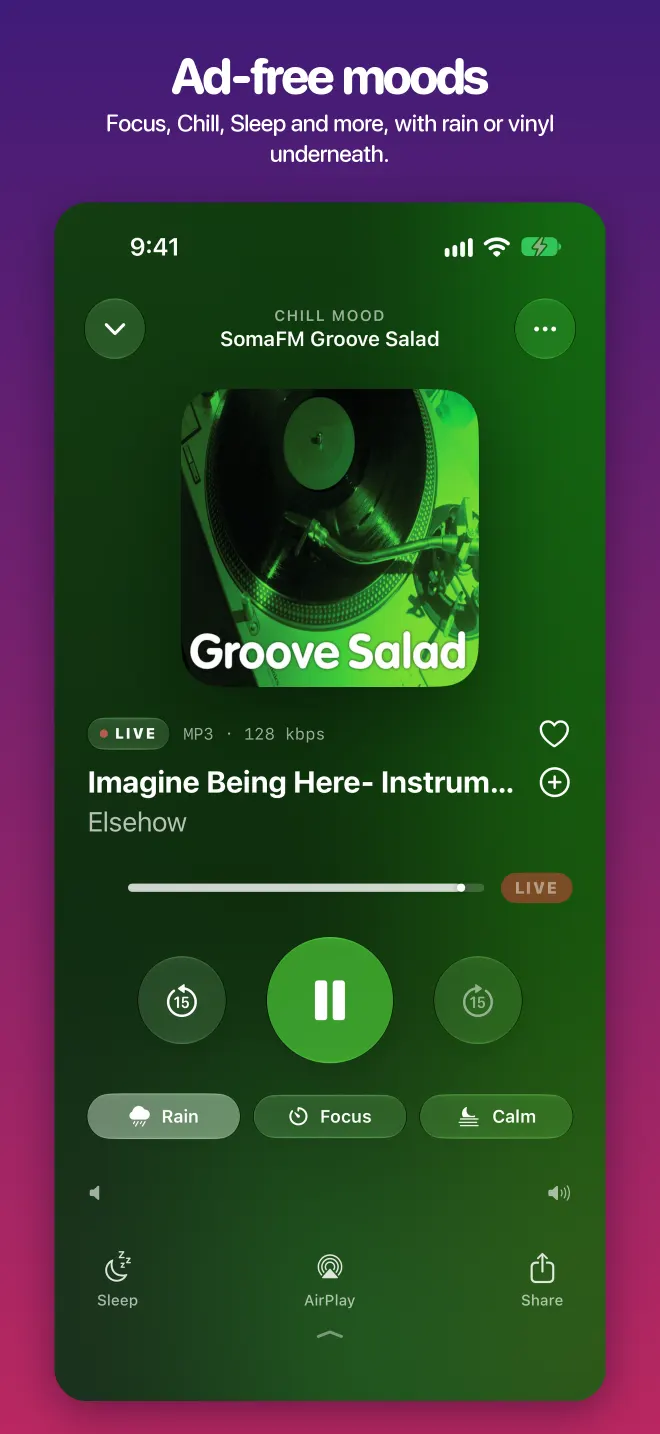 Ad-free moods
Focus, Chill, Sleep and more, with rain or vinyl
underneath.
9:41
CHILL MOOD
SomaFM Groove Salad
Groove Salad
LIVE MP3 · 128 kbps
Imagine Being Here- Instrum...
Elsehow
LIVE
15 15
Rain Focus Calm
Sleep AirPlay Share